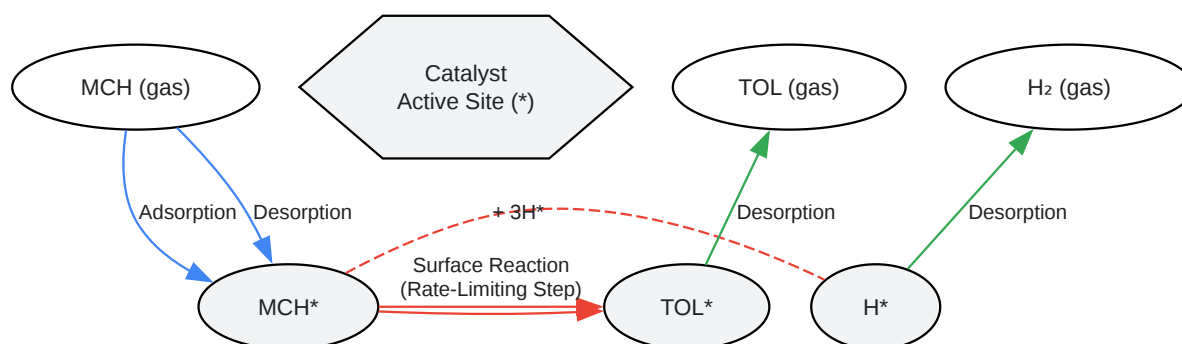 MCH (gas)
Catalyst
Active Site (*)
TOL (gas)
H₂ (gas)
Adsorption
Desorption
+ 3H*
Desorption
Desorption
Surface Reaction
(Rate-Limiting Step)
MCH*
TOL*
H*